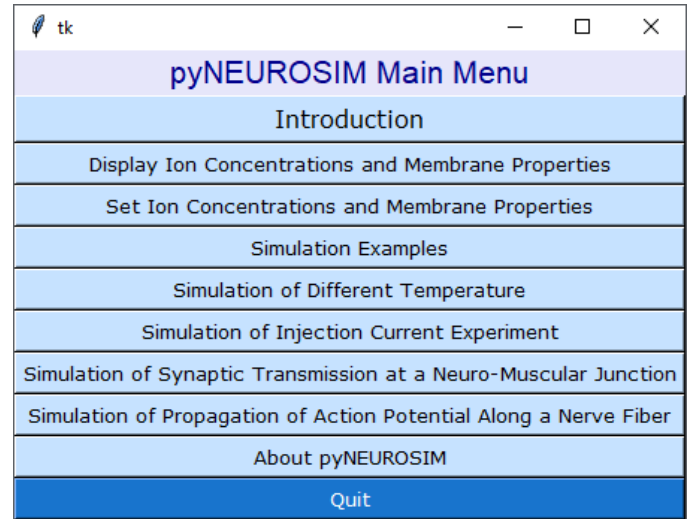 tk
pyNEUROSIM Main Menu
Introduction
Display Ion Concentrations and Membrane Properties
Set Ion Concentrations and Membrane Properties
Simulation Examples
Simulation of Different Temperature
Simulation of Injection Current Experiment
Simulation of Synaptic Transmission at a Neuro-Muscular Junction
Simulation of Propagation of Action Potential Along a Nerve Fiber
About pyNEUROSIM
Quit